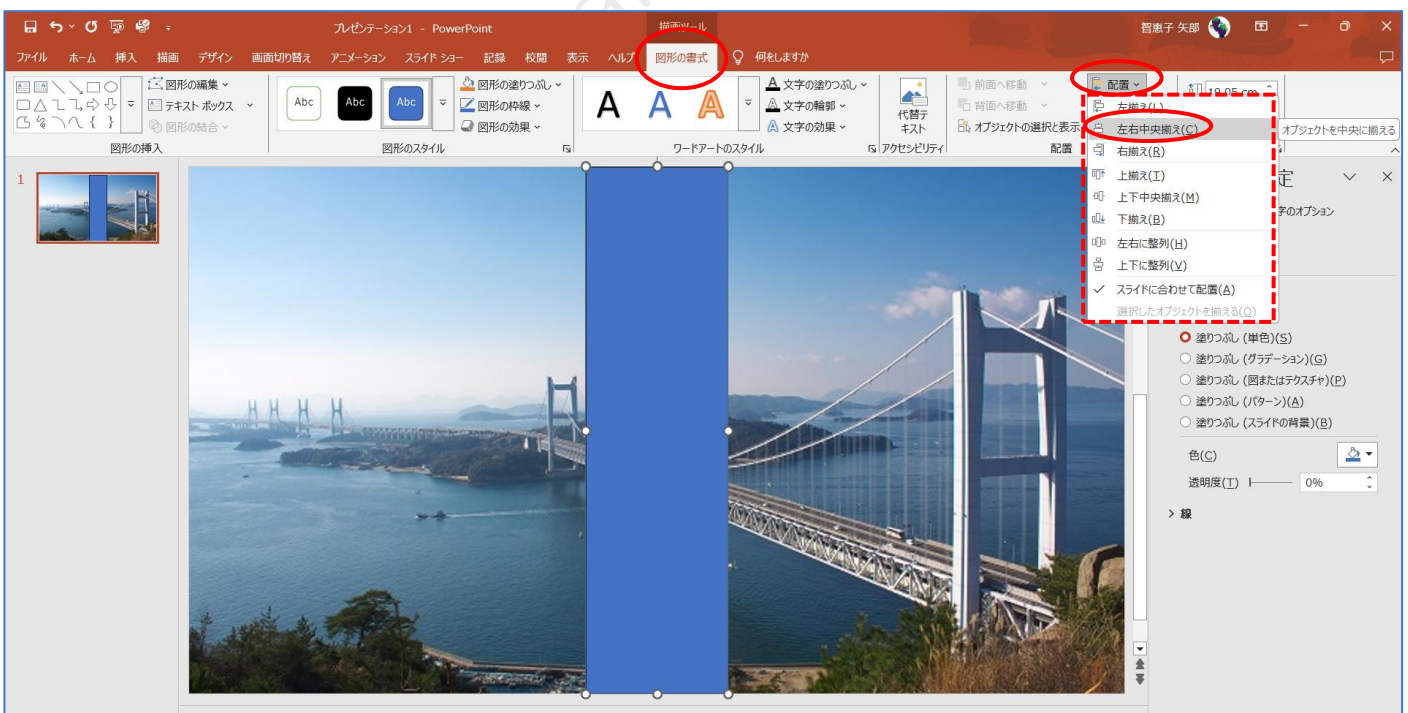 プレゼンテーション1 - PowerPoint
描画ツール
智恵子 矢部
ファイル ホーム 挿入 描画 デザイン 画面切り替え アニメーション スライド ショー 記録 校閲 表示 ヘルプ 図形の書式 何をしますか
図形の編集
テキスト ボックス
図形の結合
図形の挿入
Abc Abc Abc
図形の塗りつぶし
図形の枠線
図形の効果
図形のスタイル
A A A
文字の塗りつぶし
文字の輪郭
文字の効果
ワードアートのスタイル
代替テ
キスト
アクセシビリティ
前面へ移動
背面へ移動
オブジェクトの選択と表示
配置
配置
19.05 cm
左揃え(L)
左右中央揃え(C)
右揃え(R)
上揃え(T)
上下中央揃え(M)
下揃え(B)
左右に整列(H)
上下に整列(V)
スライドに合わせて配置(A)
選択したオブジェクトを揃える(O)
オブジェクトを中央に揃える
定
字のオプション
1
塗りつぶし (単色)(S)
塗りつぶし (グラデーション)(G)
塗りつぶし (図またはテクスチャ)(P)
塗りつぶし (パターン)(A)
塗りつぶし (スライドの背景)(B)
色(C)
透明度(T) 0%
線